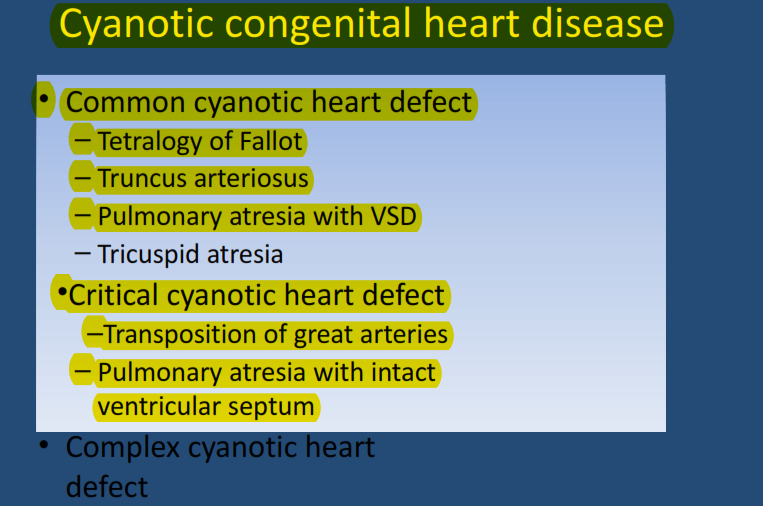 Cyanotic congenital heart disease
• Common cyanotic heart defect
– Tetralogy of Fallot
– Truncus arteriosus
– Pulmonary atresia with VSD
– Tricuspid atresia
•Critical cyanotic heart defect
–Transposition of great arteries
– Pulmonary atresia with intact
ventricular septum
• Complex cyanotic heart
defect